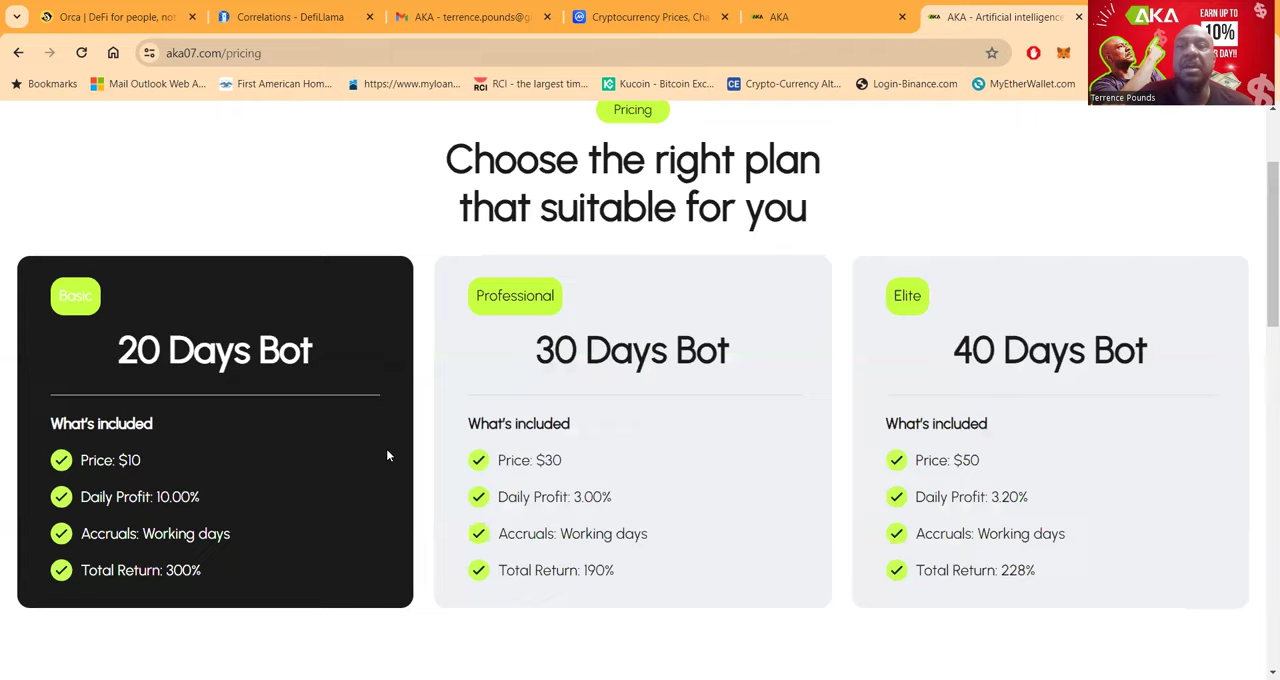 Orca | DeFi for people, not
Correlations - DefiLlama
AKA - terrence.pounds@g
Cryptocurrency Prices, Cha
AKA
AKA - Artificial intelligence
aka07.com/pricing
Bookmarks
Mail Outlook Web A...
First American Hom...
https://www.myloan...
RCI
RCI - the largest tim...
Kucoin - Bitcoin Exc...
CE
Crypto-Currency Alt...
Login-Binance.com
MyEtherWallet.com
AKA
EARN UP TO
10%
DAY!!
Terrence Pounds
Pricing
Choose the right plan
that suitable for you
Basic
20 Days Bot
What's included
Price: $10
Daily Profit: 10.00%
Accruals: Working days
Total Return: 300%
Professional
30 Days Bot
What's included
Price: $30
Daily Profit: 3.00%
Accruals: Working days
Total Return: 190%
Elite
40 Days Bot
What's included
Price: $50
Daily Profit: 3.20%
Accruals: Working days
Total Return: 228%